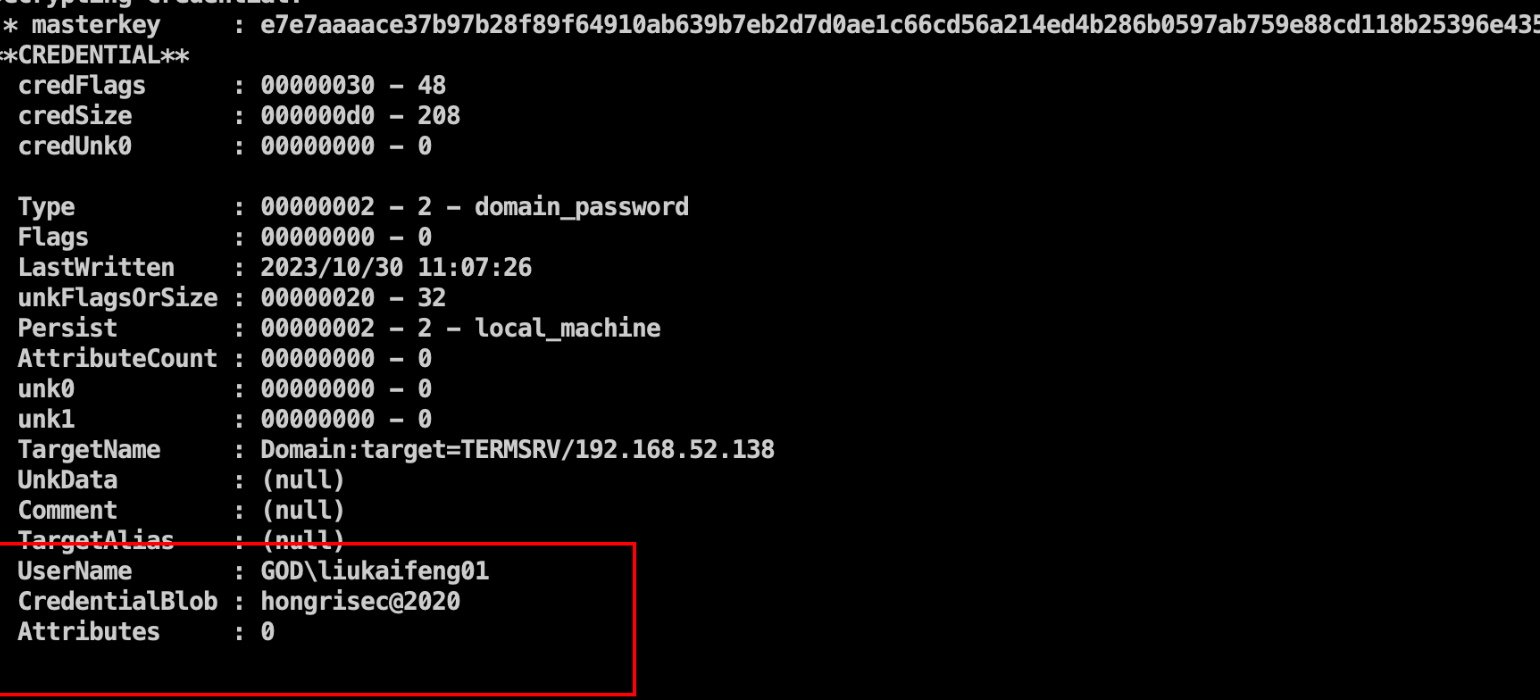 * masterkey : e7e7aaaace37b97b28f89f64910ab639b7eb2d7d0ae1c66cd56a214ed4b286b0597ab759e88cd118b25396e435
**CREDENTIAL**
credFlags : 00000030 - 48
credSize : 000000d0 - 208
credUnk0 : 00000000 - 0
Type : 00000002 - 2 - domain_password
Flags : 00000000 - 0
LastWritten : 2023/10/30 11:07:26
unkFlagsOrSize : 00000020 - 32
Persist : 00000002 - 2 - local_machine
AttributeCount : 00000000 - 0
unk0 : 00000000 - 0
unk1 : 00000000 - 0
TargetName : Domain:target=TERMSRV/192.168.52.138
UnkData : (null)
Comment : (null)
TargetAlias : (null)
UserName : GOD\liukaifeng01
CredentialBlob : hongrisec@2020
Attributes : 0